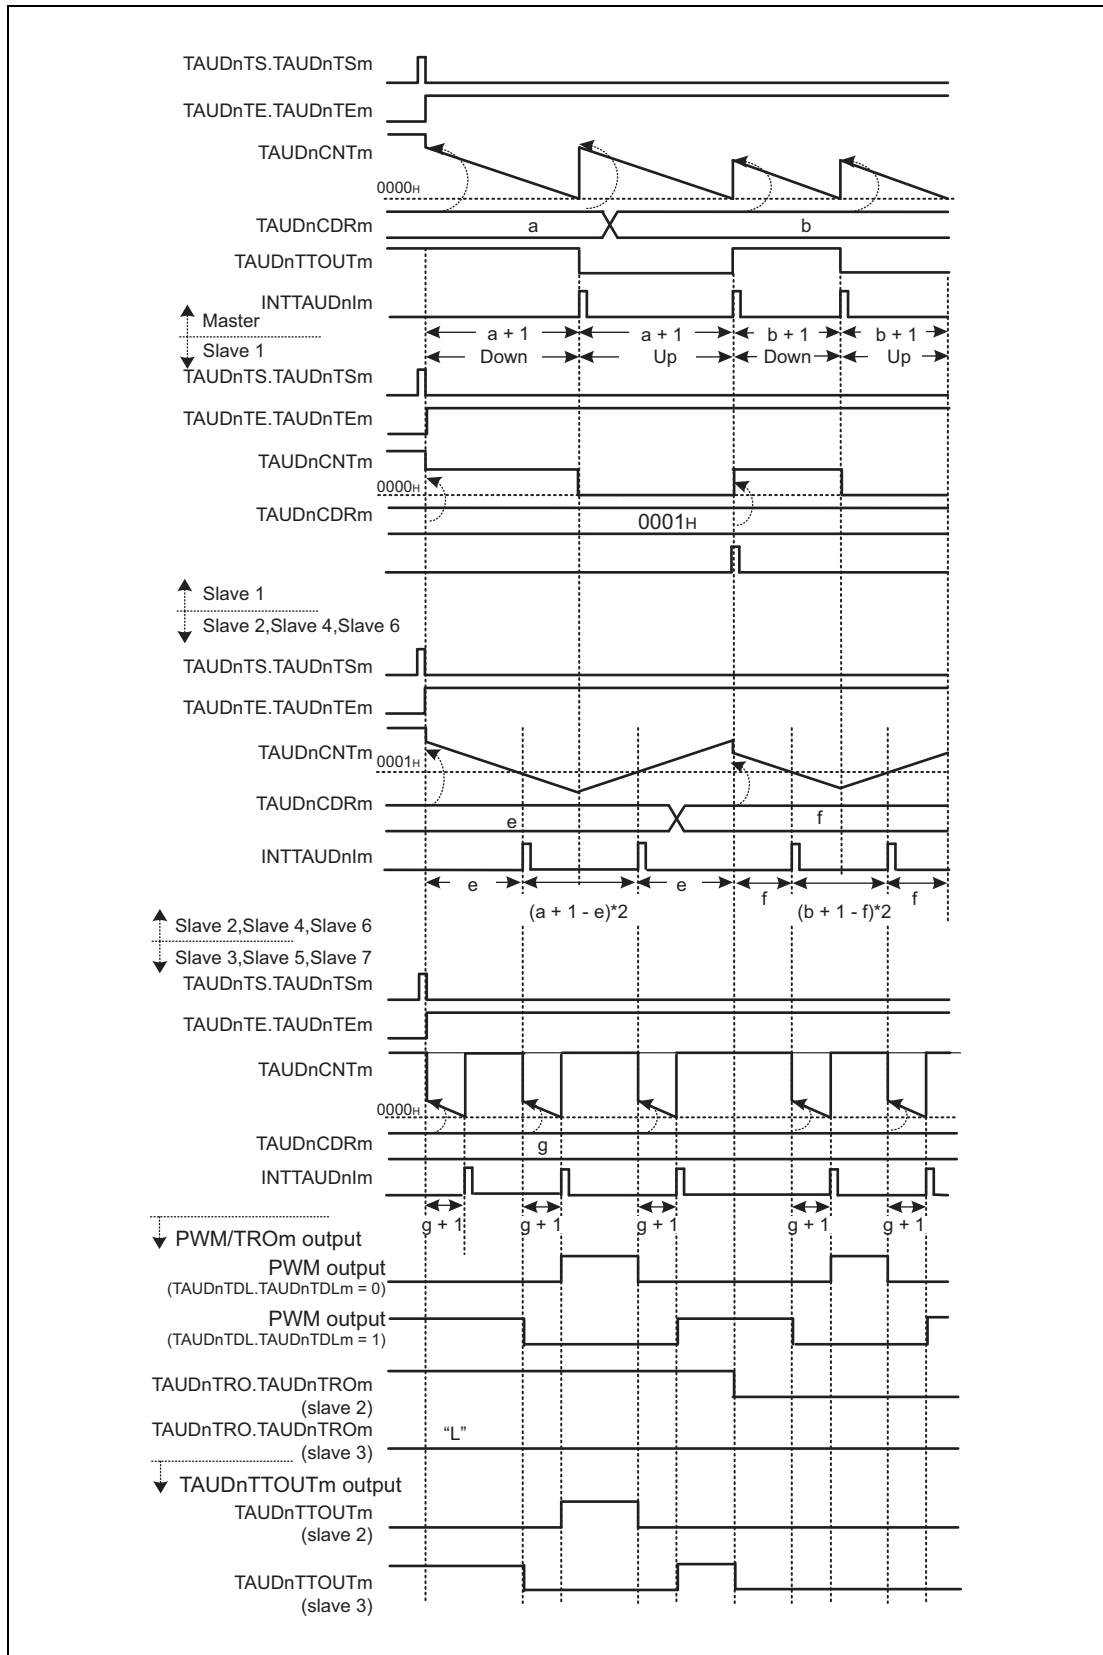 TAUDnTS.TAUDnTSm
TAUDnTE.TAUDnTEm
TAUDnCNTm
0000H
TAUDnCDRm
a
b
TAUDnTTOUTm
INTTAUDnIm
Master
a + 1
a + 1
b + 1
b + 1
Slave 1
Down
Up
Down
Up
TAUDnTS.TAUDnTSm
TAUDnTE.TAUDnTEm
TAUDnCNTm
0000H
TAUDnCDRm
0001H
Slave 1
Slave 2,Slave 4,Slave 6
TAUDnTS.TAUDnTSm
TAUDnTE.TAUDnTEm
TAUDnCNTm
0001H
TAUDnCDRm
e
f
INTTAUDnIm
e
e
f
f
(a + 1 - e)*2
(b + 1 - f)*2
Slave 2,Slave 4,Slave 6
Slave 3,Slave 5,Slave 7
TAUDnTS.TAUDnTSm
TAUDnTE.TAUDnTEm
TAUDnCNTm
0000H
TAUDnCDRm
g
INTTAUDnIm
g + 1
g + 1
g + 1
g + 1
g + 1
PWM/TROm output
PWM output
(TAUDnTDL.TAUDnTDLm = 0)
PWM output
(TAUDnTDL.TAUDnTDLm = 1)
TAUDnTRO.TAUDnTROm
(slave 2)
TAUDnTRO.TAUDnTROm
(slave 3)
“L”
TAUDnTTOUTm output
TAUDnTTOUTm
(slave 2)
TAUDnTTOUTm
(slave 3)